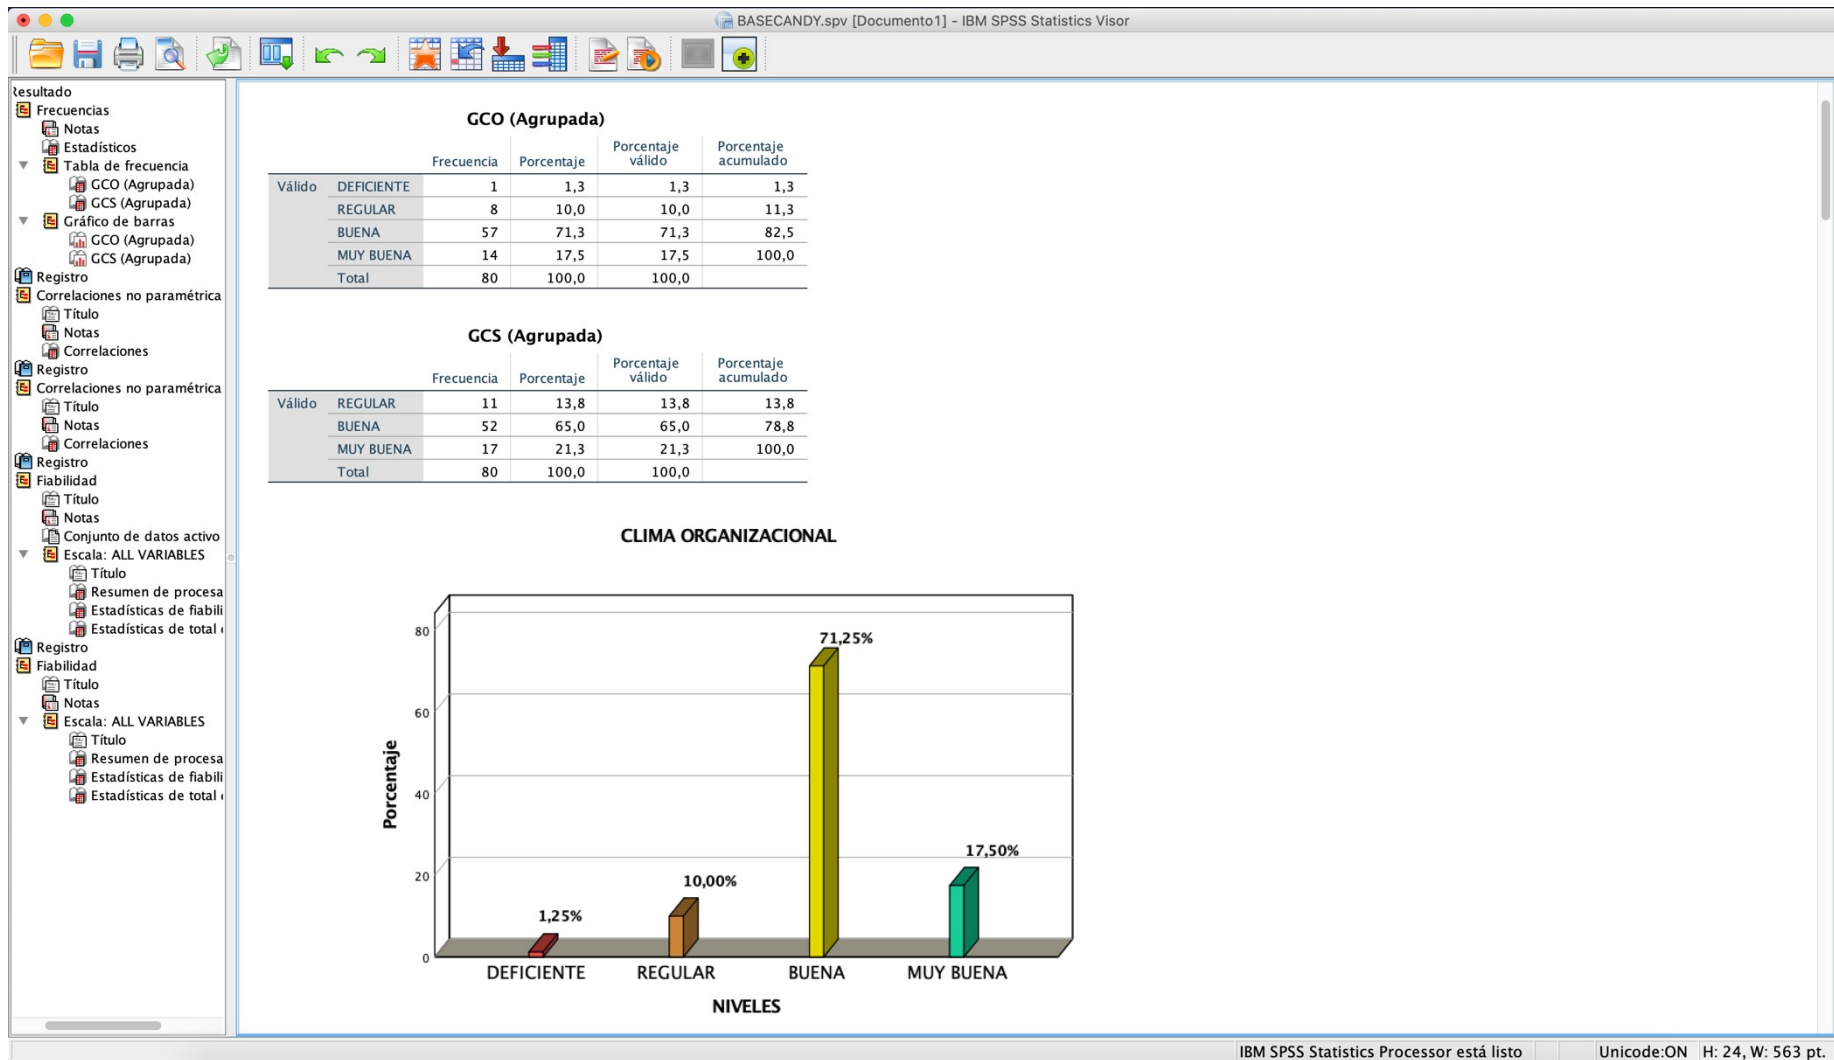 BASECANDY.spv [Documento1] - IBM SPSS Statistics Visor
Resultado
Frecuencias
Notas
Estadísticos
Tabla de frecuencia
GCO (Agrupada)
GCS (Agrupada)
Gráfico de barras
GCO (Agrupada)
GCS (Agrupada)
Registro
Correlaciones no paramétrica
Título
Notas
Correlaciones
Registro
Correlaciones no paramétrica
Título
Notas
Correlaciones
Registro
Fiabilidad
Título
Notas
Conjunto de datos activo
Escala: ALL VARIABLES
Título
Resumen de procesa
Estadísticas de fiabili
Estadísticas de total
Registro
Fiabilidad
Título
Notas
Escala: ALL VARIABLES
Título
Resumen de procesa
Estadísticas de fiabili
Estadísticas de total
GCO (Agrupada)
Frecuencia Porcentaje Porcentaje válido Porcentaje acumulado
Válido DEFICIENTE 1 1,3 1,3 1,3
REGULAR 8 10,0 10,0 11,3
BUENA 57 71,3 71,3 82,5
MUY BUENA 14 17,5 17,5 100,0
Total 80 100,0 100,0
GCS (Agrupada)
Frecuencia Porcentaje Porcentaje válido Porcentaje acumulado
Válido REGULAR 11 13,8 13,8 13,8
BUENA 52 65,0 65,0 78,8
MUY BUENA 17 21,3 21,3 100,0
Total 80 100,0 100,0
CLIMA ORGANIZACIONAL
Porcentaje
80
60
40
20
0
1,25%
10,00%
71,25%
17,50%
DEFICIENTE REGULAR BUENA MUY BUENA
NIVELES
IBM SPSS Statistics Processor está listo Unicode:ON H: 24, W: 563 pt.